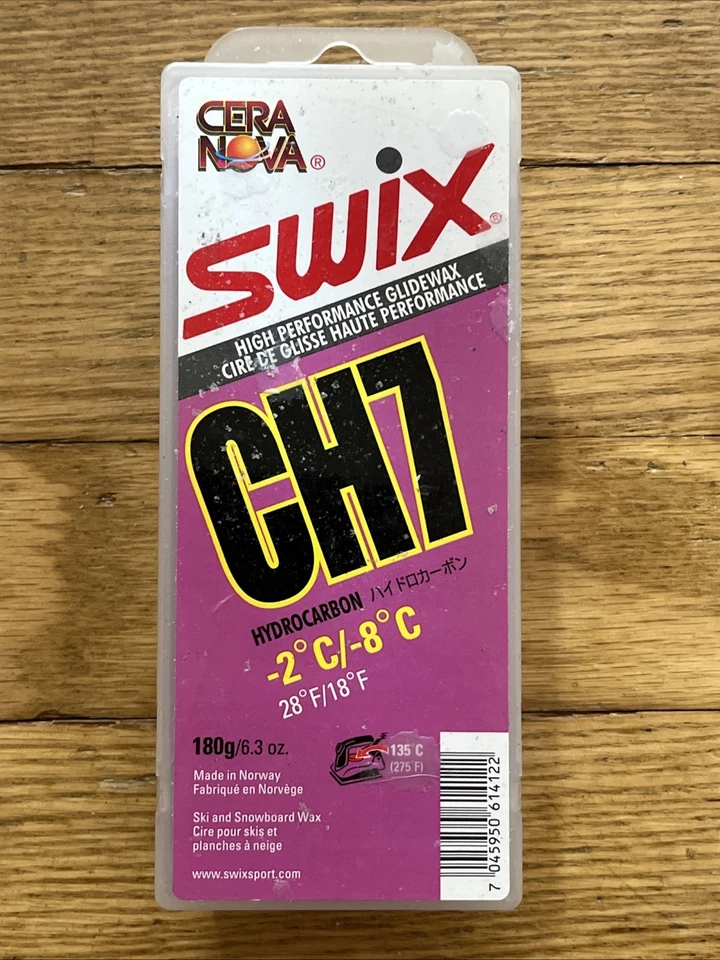 CERA
NOVA®
SWIX®
HIGH PERFORMANCE GLIDEWAX
CIRE DE GLISSE HAUTE PERFORMANCE
CH7
HYDROCARBON ハイドロカーボン
-2°C/-8°C
28°F/18°F
180g/6.3 oz.
135°C
(275°F)
Made in Norway
Fabriqué en Norvège
Ski and Snowboard Wax
Cire pour skis et
planches à neige
www.swixsport.com
7 045950 614122